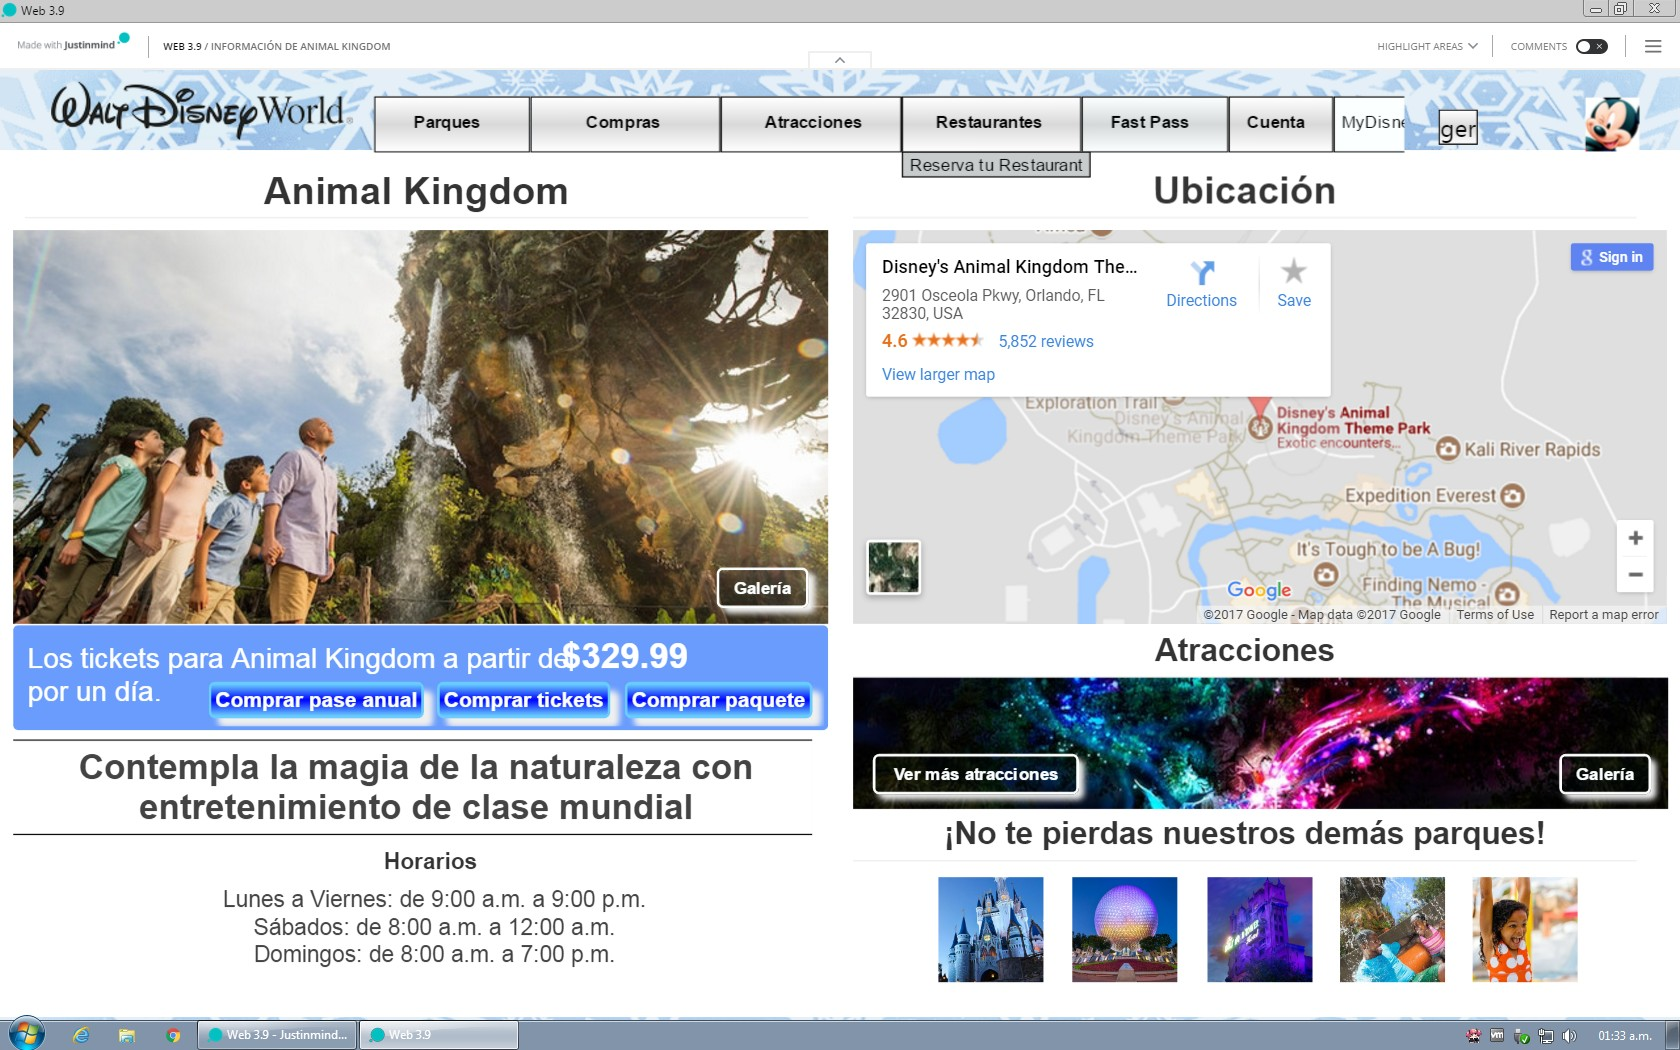 Web 3.9
Made with Justinmind
WEB 3.9 / INFORMACIÓN DE ANIMAL KINGDOM
HIGHLIGHT AREAS
COMMENTS
WALT DISNEY World
Parques
Compras
Atracciones
Restaurantes
Fast Pass
Cuenta
MyDisne
ger
Reserva tu Restaurant
Animal Kingdom
Galería
Los tickets para Animal Kingdom a partir de $329.99
por un día.
Comprar pase anual
Comprar tickets
Comprar paquete
Contempla la magia de la naturaleza con
entretenimiento de clase mundial
Horarios
Lunes a Viernes: de 9:00 a.m. a 9:00 p.m.
Sábados: de 8:00 a.m. a 12:00 a.m.
Domingos: de 8:00 a.m. a 7:00 p.m.
Ubicación
Disney's Animal Kingdom The...
2901 Osceola Pkwy, Orlando, FL
32830, USA
4.6
5,852 reviews
View larger map
Directions
Save
Sign in
Exploration Trail
Disney's Animal
Kingdom Theme Park
Disney's Animal
Kingdom Theme Park
Exotic encounters...
Kali River Rapids
Expedition Everest
It's Tough to be A Bug!
Finding Nemo -
The Musical
Google
©2017 Google - Map data ©2017 Google
Terms of Use
Report a map error
Atracciones
Ver más atracciones
Galería
¡No te pierdas nuestros demás parques!
Web 3.9 - Justinmind...
Web 3.9
01:33 a.m.